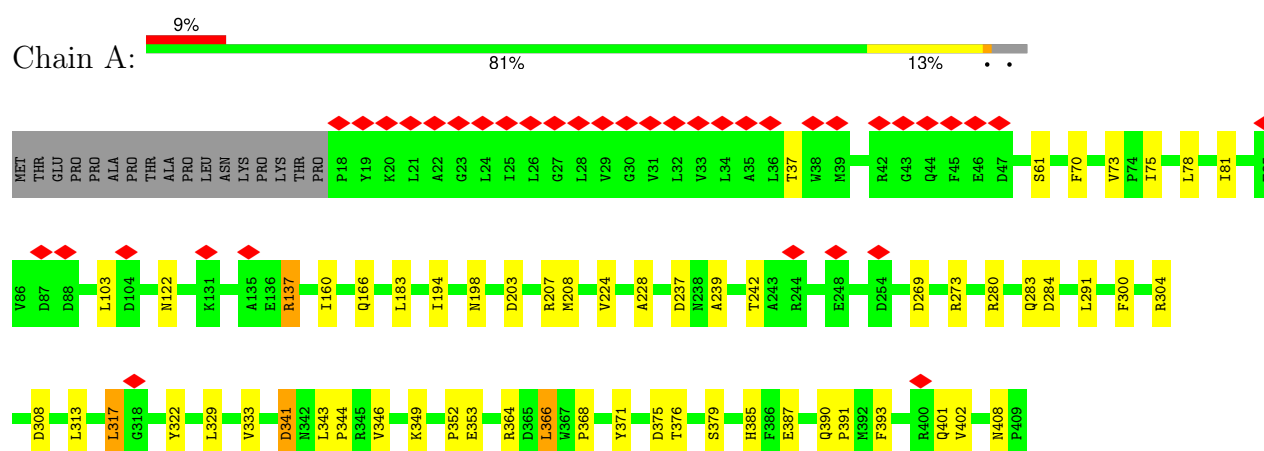 9%
Chain A:
81% 13% • •
MET THR GLU PRO PRO ALA PRO THR ALA PRO LEU ASN LYS PRO LYS THR PRO P18 Y19 K20 L21 A22 G23 L24 I25 L26 G27 L28 V29 G30 V31 L32 V33 L34 A35 L36 T37 W38 M39 R42 G43 Q44 F45 E46 D47 S61 F70 V73 P74 I75 L78 I81
V86 D87 D88 L103 D104 N122 K131 A135 E136 R137 I160 Q166 L183 I194 N198 D203 R207 M208 V224 A228 D237 N238 A239 T242 A243 R244 E248 D254 D269 R273 R280 Q283 D284 L291 F300 R304
D308 L313 L317 G318 Y322 L329 V333 D341 N342 L343 P344 R345 V346 K349 P352 E353 R364 D365 L366 W367 P368 Y371 D375 T376 S379 H385 F386 E387 Q390 P391 M392 F393 R400 Q401 V402 N408 P409